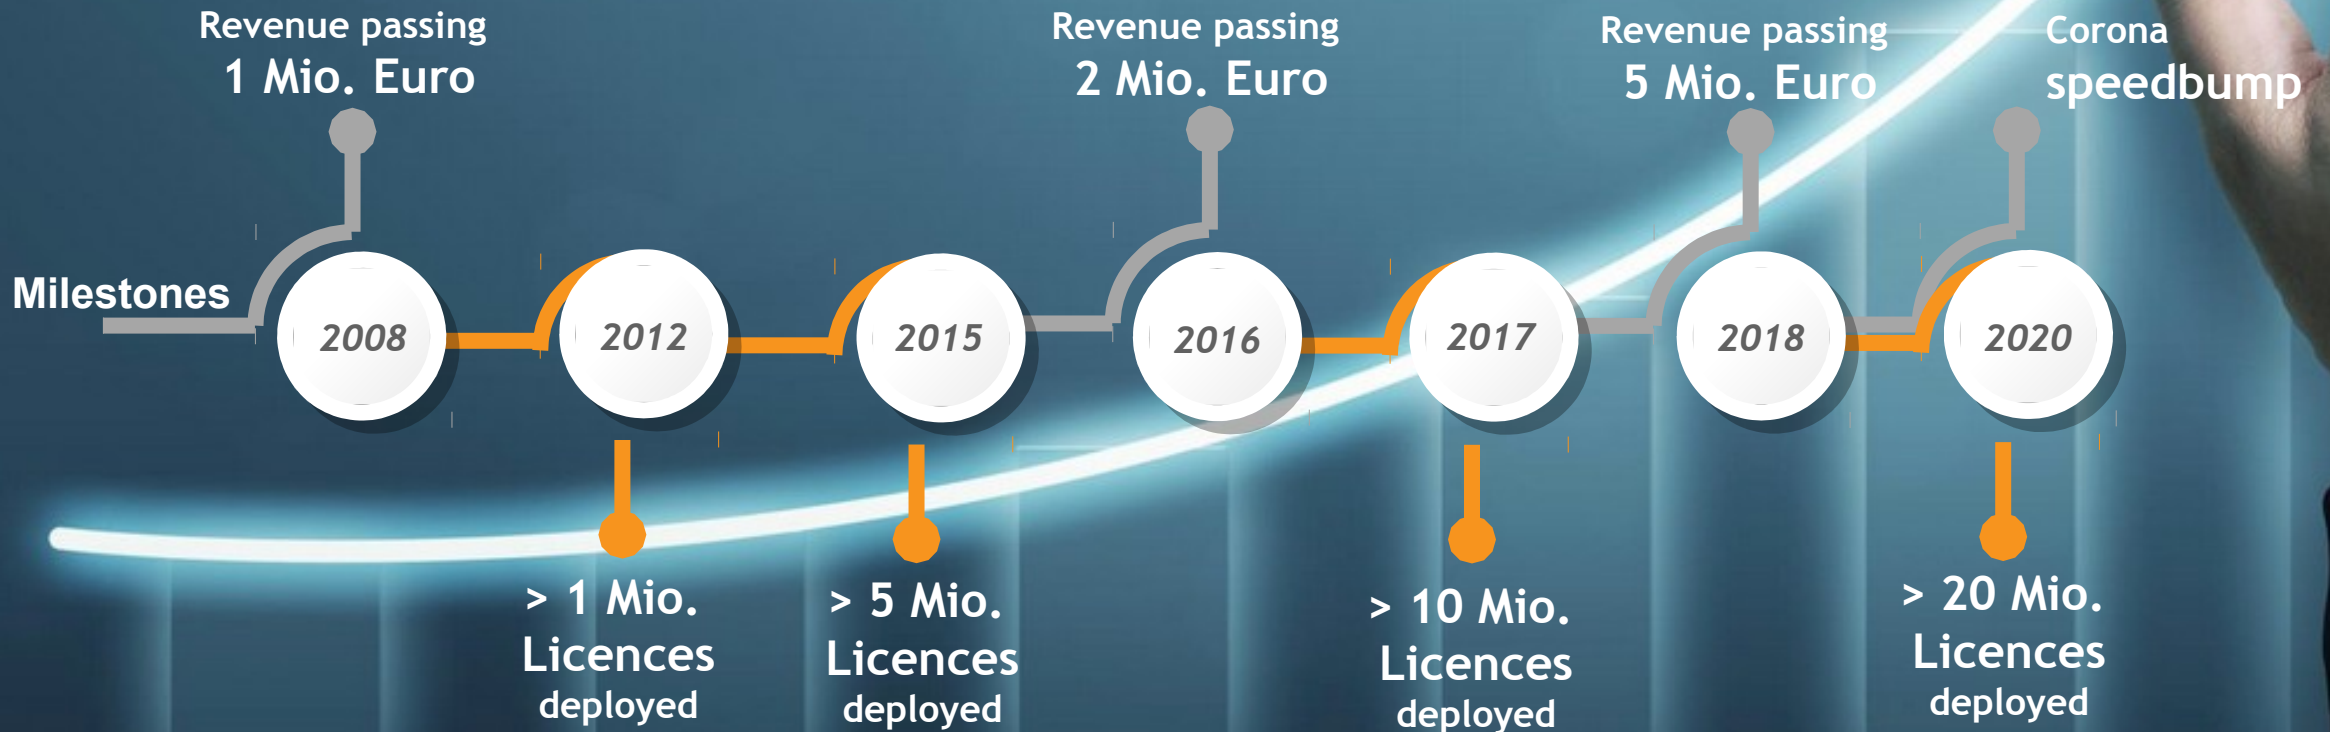 Revenue passing
1 Mio. Euro
Revenue passing
2 Mio. Euro
Revenue passing
5 Mio. Euro
Corona
speedbump
Milestones
2008
2012
2015
2016
2017
2018
2020
> 1 Mio.
Licences
deployed
> 5 Mio.
Licences
deployed
> 10 Mio.
Licences
deployed
> 20 Mio.
Licences
deployed